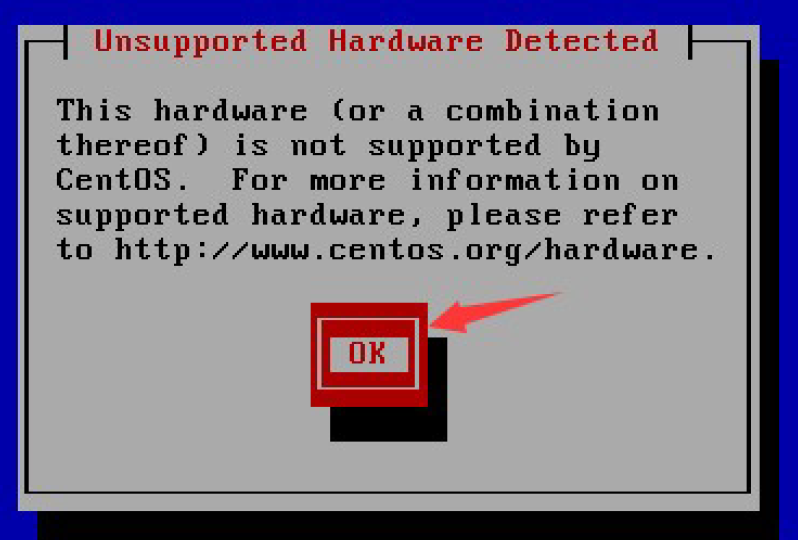 Unsupported Hardware Detected
This hardware (or a combination
thereof) is not supported by
CentOS.  For more information on
supported hardware, please refer
to http://www.centos.org/hardware.
OK